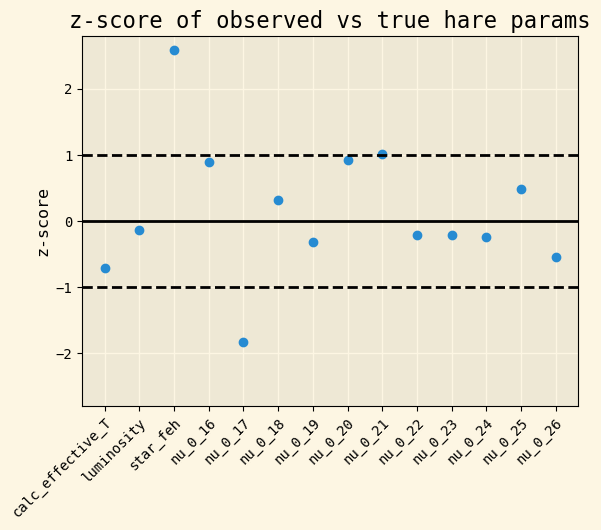 z-score of observed vs true hare params
z-score
2
1
0
−1
−2
calc_effective_T
luminosity
star_feh
nu_0_16
nu_0_17
nu_0_18
nu_0_19
nu_0_20
nu_0_21
nu_0_22
nu_0_23
nu_0_24
nu_0_25
nu_0_26